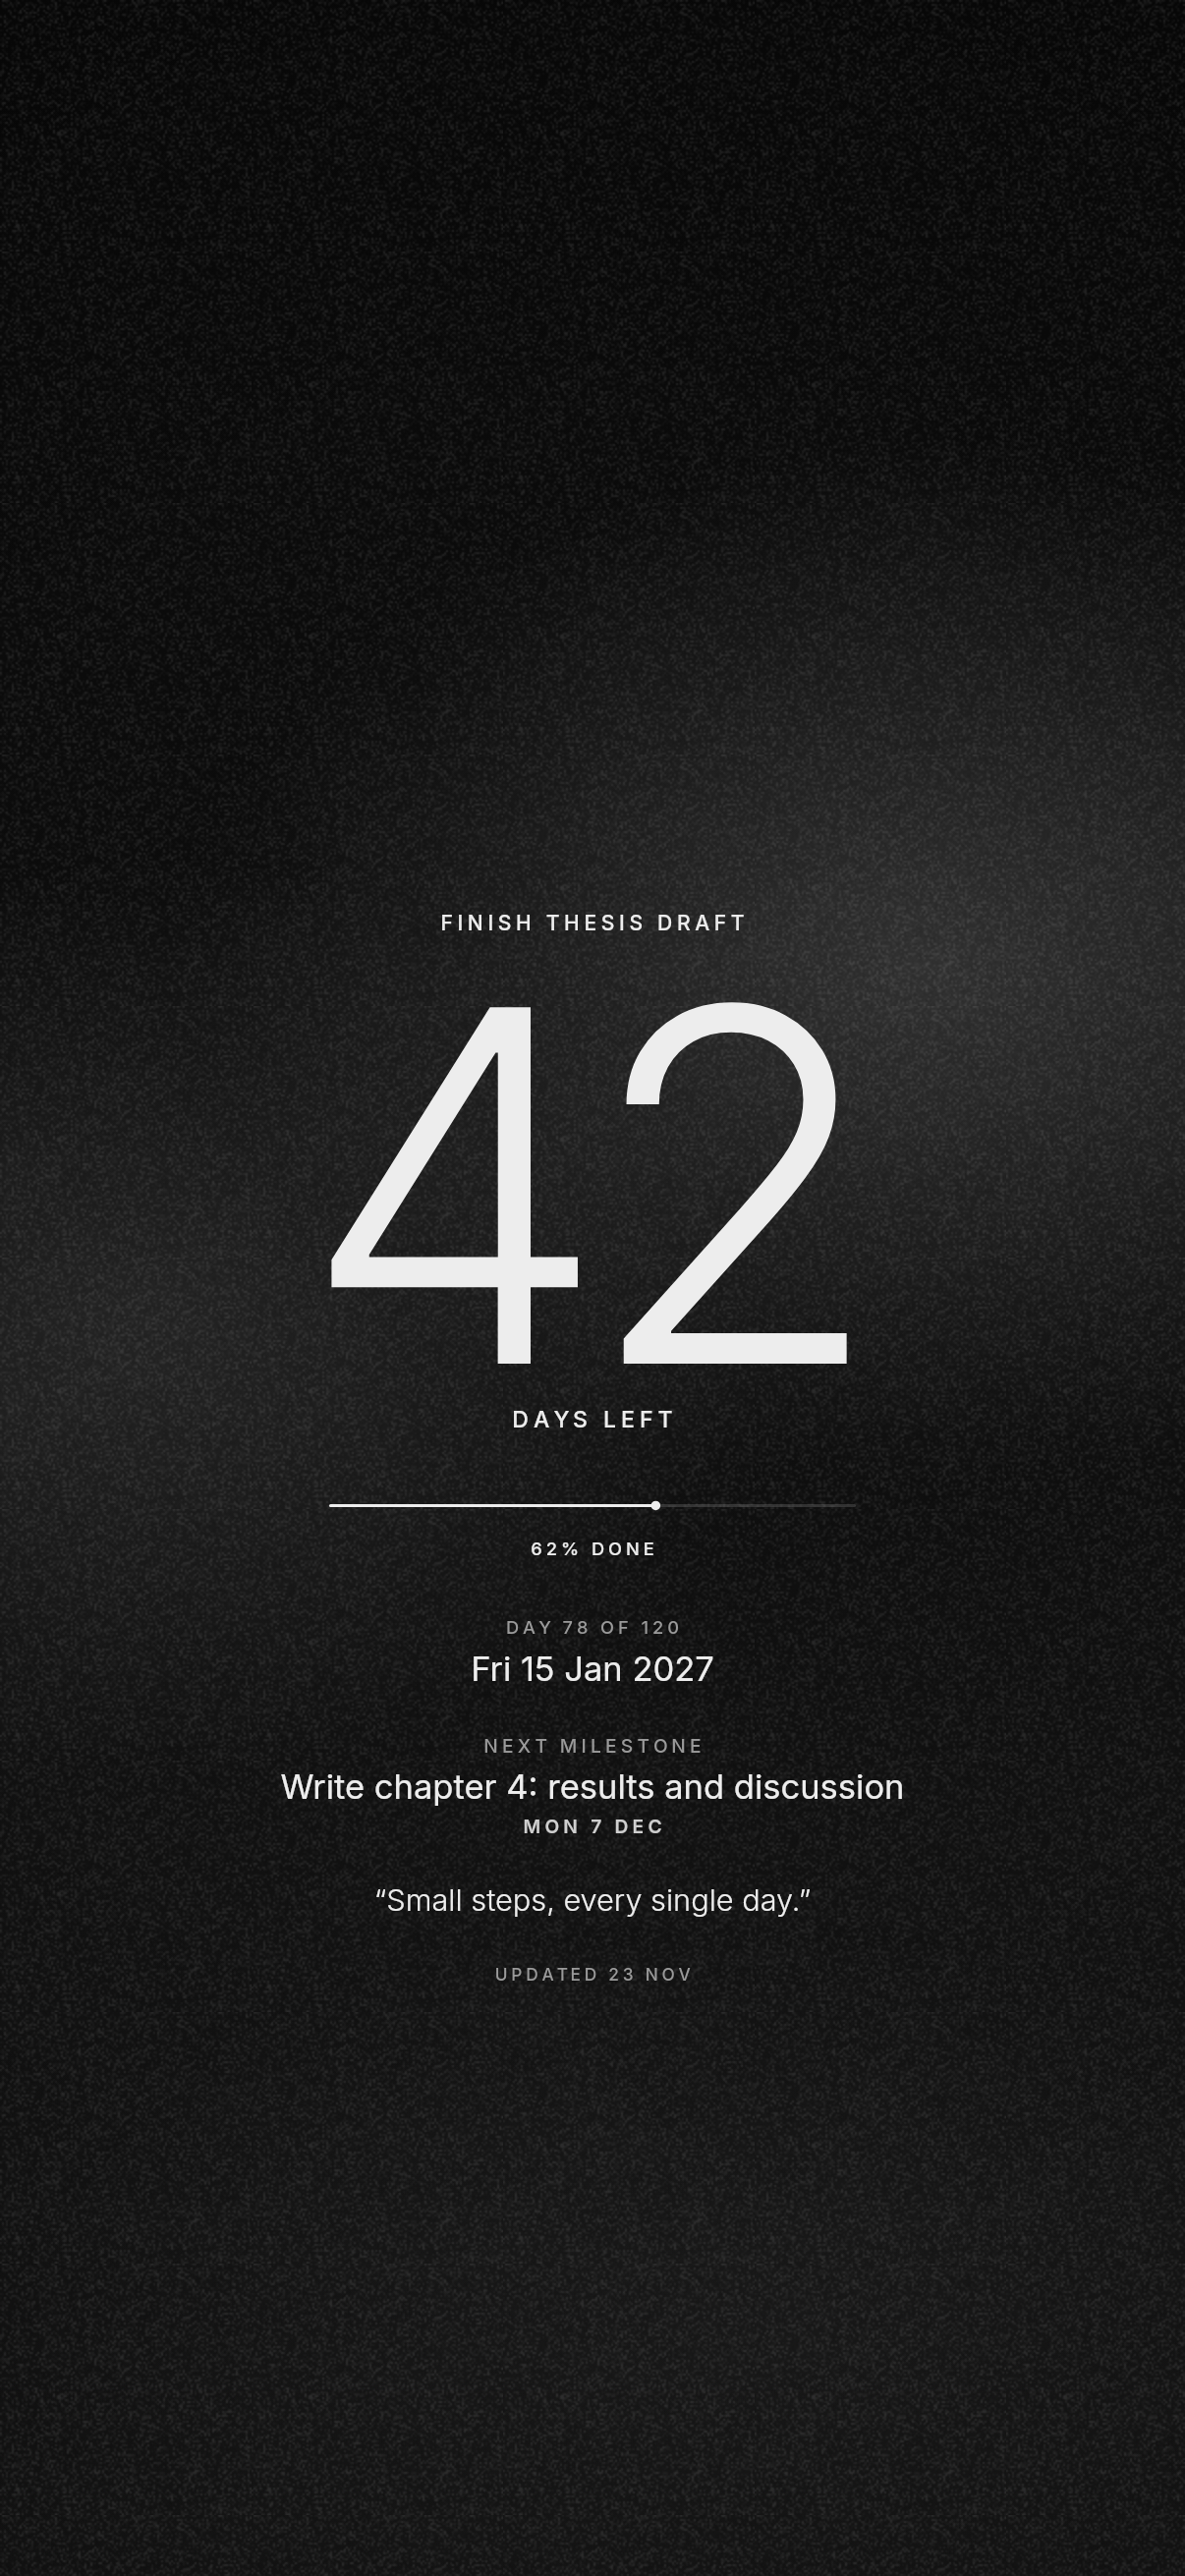 FINISH THESIS DRAFT
42
DAYS LEFT
62% DONE
DAY 78 OF 120
Fri 15 Jan 2027
NEXT MILESTONE
Write chapter 4: results and discussion
MON 7 DEC
“Small steps, every single day.”
UPDATED 23 NOV